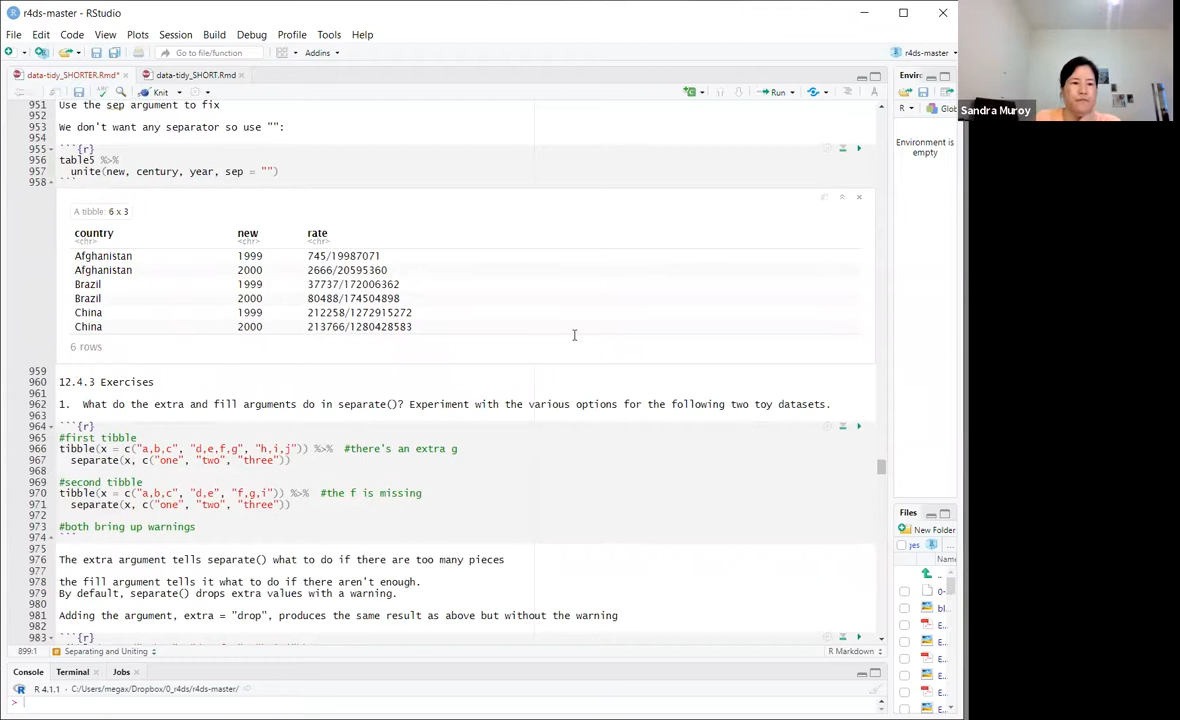 r4ds-master - RStudio
File Edit Code View Plots Session Build Debug Profile Tools Help
Go to file/function Addins r4ds-master
data-tidy_SHORTER.Rmd* data-tidy_SHORT.Rmd
Knit Run
951 Use the sep argument to fix
952
953 We don't want any separator so use "":
954
955 ```{r}
956 table5 %>%
957 unite(new, century, year, sep = "")
958 ```
A tibble: 6 x 3
country new rate
<chr> <chr> <chr>
Afghanistan 1999 745/19987071
Afghanistan 2000 2666/20595360
Brazil 1999 37737/172006362
Brazil 2000 80488/174504898
China 1999 212258/1272915272
China 2000 213766/1280428583
6 rows
959
960 12.4.3 Exercises
961
962 1. What do the extra and fill arguments do in separate()? Experiment with the various options for the following two toy datasets.
963
964 ```{r}
965 #first tibble
966 tibble(x = c("a,b,c", "d,e,f,g", "h,i,j")) %>% #there's an extra g
967 separate(x, c("one", "two", "three"))
968
969 #second tibble
970 tibble(x = c("a,b,c", "d,e", "f,g,i")) %>% #the f is missing
971 separate(x, c("one", "two", "three"))
972
973 #both bring up warnings
974 ```
975
976 The extra argument tells separate() what to do if there are too many pieces
977
978 the fill argument tells it what to do if there aren't enough.
979 By default, separate() drops extra values with a warning.
980
981 Adding the argument, extra = "drop", produces the same result as above but without the warning
982
983 ```{r}
899:1 Separating and Uniting R Markdown
Console Terminal Jobs
R 4.1.1 · C:/Users/megax/Dropbox/0_r4ds/r4ds-master/
>
Enviro
R Glob
Environment is
empty
Files
New Folder
jes ...
Name
..
0-
bl
E
E
E
E
E
E
Sandra Muroy